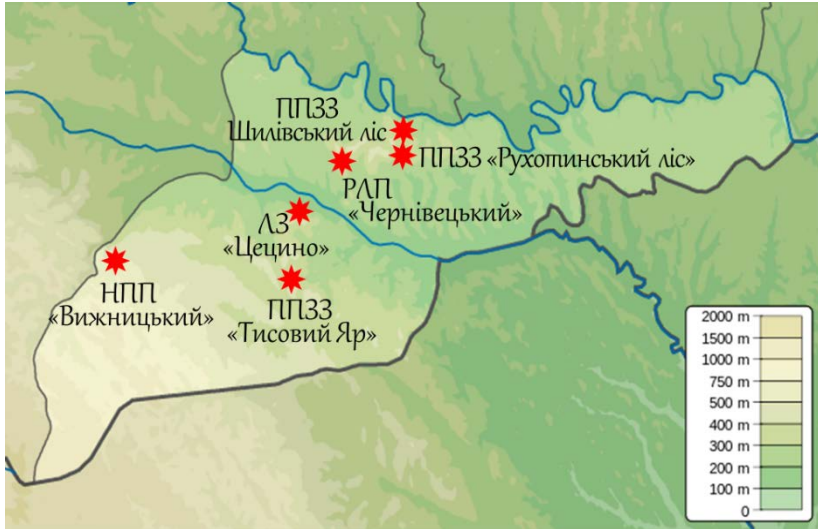 ППЗЗ
Шилівський ліс
ППЗЗ «Рухотинський ліс»
РЛП
«Чернівецький»
ЛЗ
«Цецино»
НПП
«Вижницький»
ППЗЗ
«Тисовий Яр»
2000 m
1500 m
1000 m
750 m
500 m
400 m
300 m
200 m
100 m
0